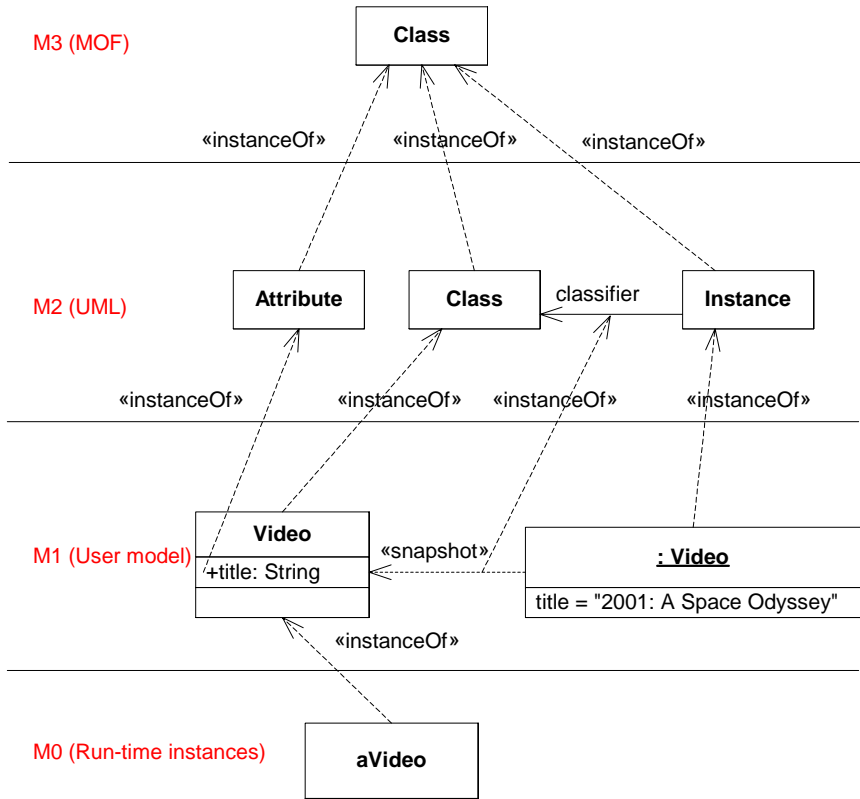 M3 (MOF)
Class
«instanceOf» «instanceOf» «instanceOf»
M2 (UML)
Attribute
Class
classifier
Instance
«instanceOf» «instanceOf» «instanceOf» «instanceOf»
M1 (User model)
Video
+title: String
«snapshot»
: Video
title = "2001: A Space Odyssey"
«instanceOf»
M0 (Run-time instances)
aVideo